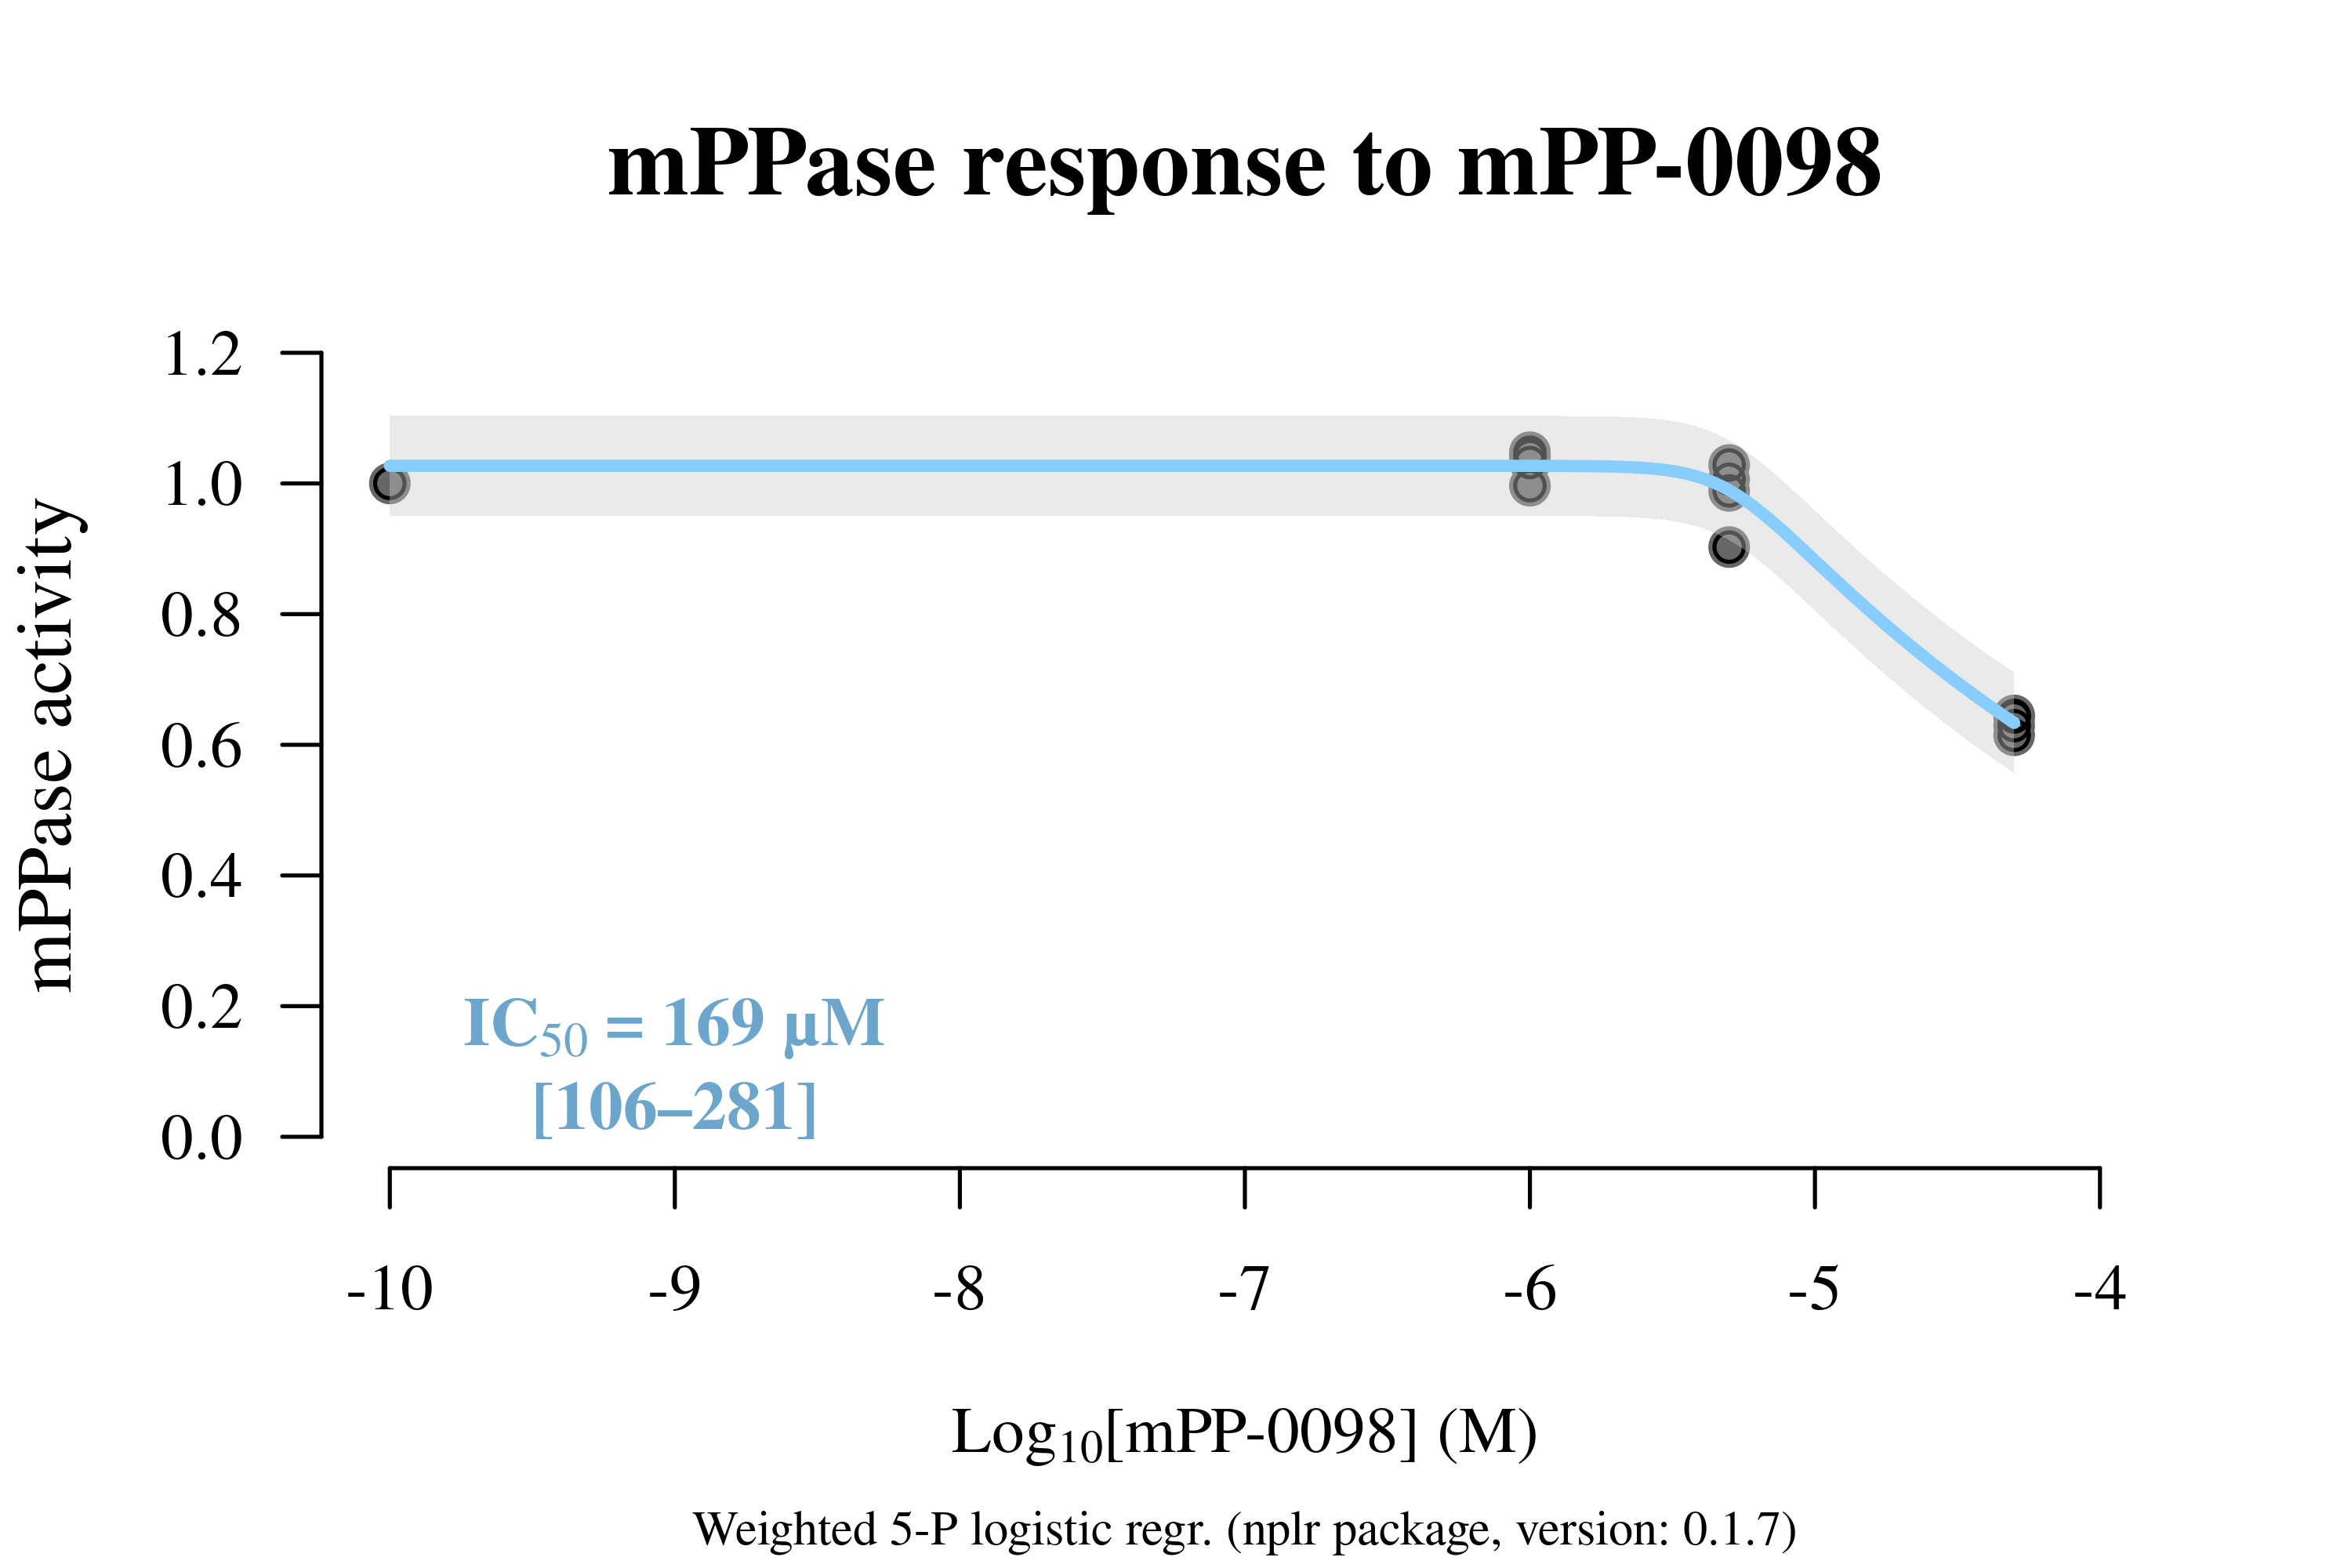 mPPase response to mPP-0098
mPPase activity
1.2
1.0
0.8
0.6
0.4
0.2
0.0
IC50 = 169 µM
[106–281]
-10 -9 -8 -7 -6 -5 -4
Log10[mPP-0098] (M)
Weighted 5-P logistic regr. (nplr package, version: 0.1.7)